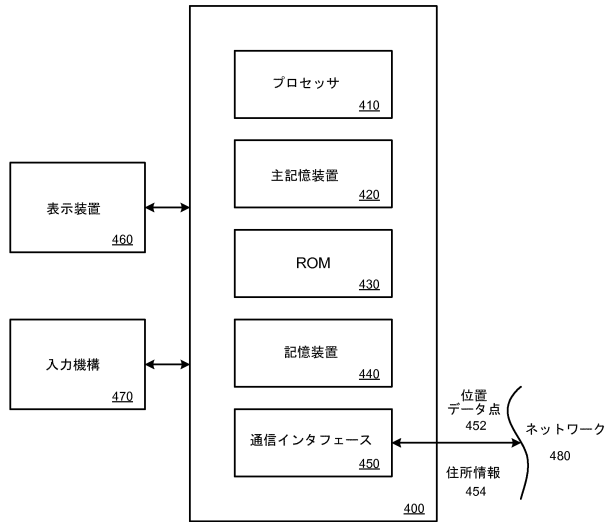 プロセッサ
410
主記憶装置
420
表示装置
460
ROM
430
記憶装置
440
入力機構
470
通信インタフェース
450
位置
データ点
452
ネットワーク
480
住所情報
454
400